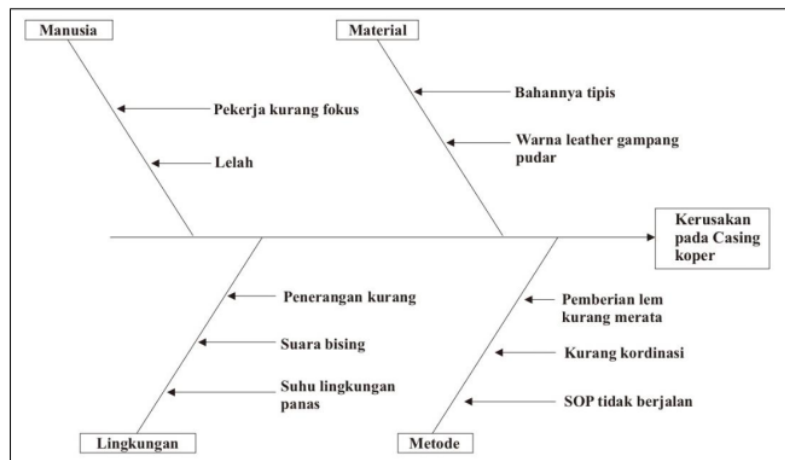 Manusia
Material
Pekerja kurang fokus
Lelah
Bahannya tipis
Warna leather gampang
pudar
Kerusakan
pada Casing
koper
Penerangan kurang
Suara bising
Suhu lingkungan
panas
Pemberian lem
kurang merata
Kurang kordinasi
SOP tidak berjalan
Lingkungan
Metode